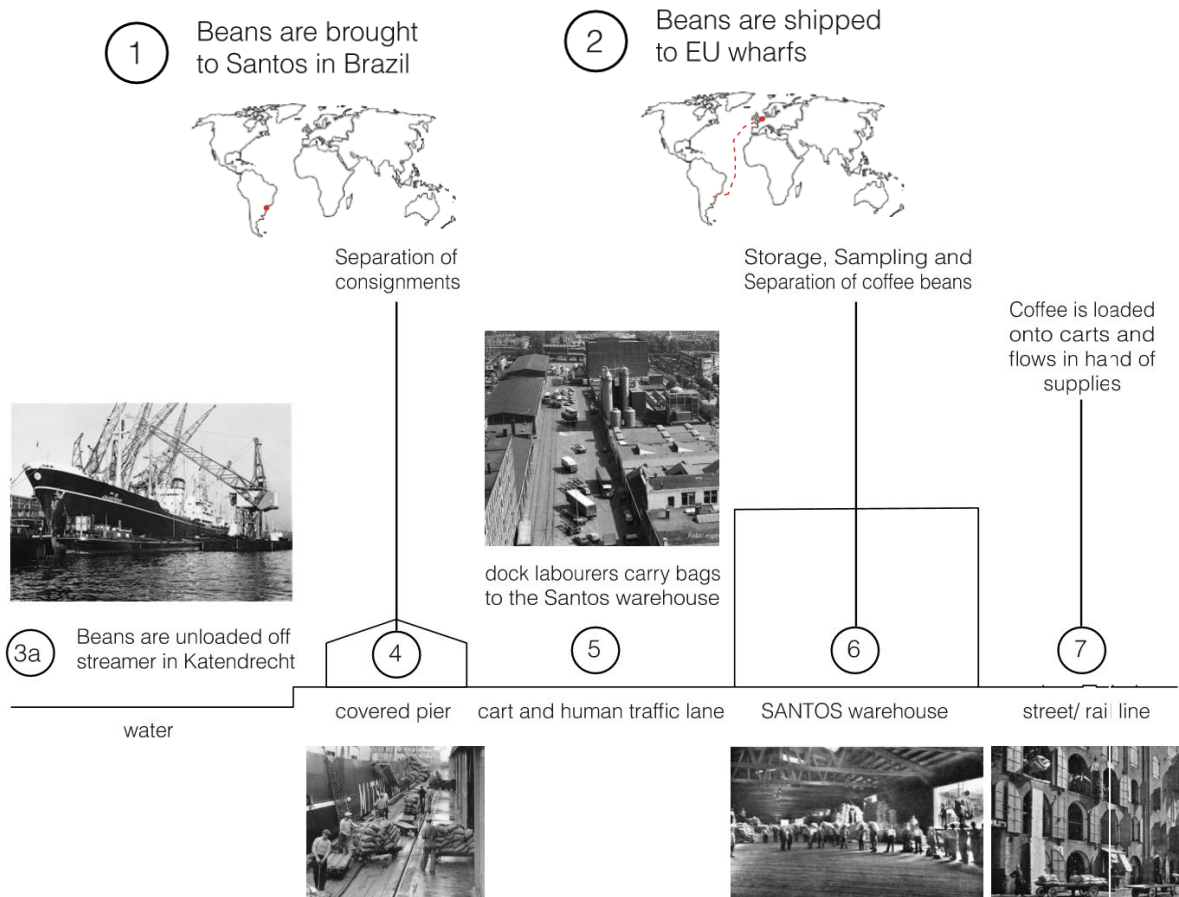 1
Beans are brought
to Santos in Brazil
2
Beans are shipped
to EU wharfs
Separation of
consignments
Storage, Sampling and
Separation of coffee beans
Coffee is loaded
onto carts and
flows in hand of
supplies
dock labourers carry bags
to the Santos warehouse
3a
Beans are unloaded off
streamer in Katendrecht
4
5
6
7
water
covered pier
cart and human traffic lane
SANTOS warehouse
street/ rail line